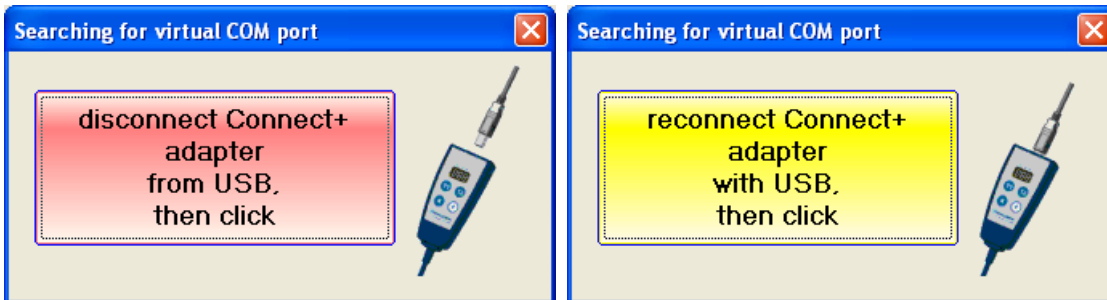 Searching for virtual COM port
disconnect Connect+
adapter
from USB,
then click
Searching for virtual COM port
reconnect Connect+
adapter
with USB,
then click